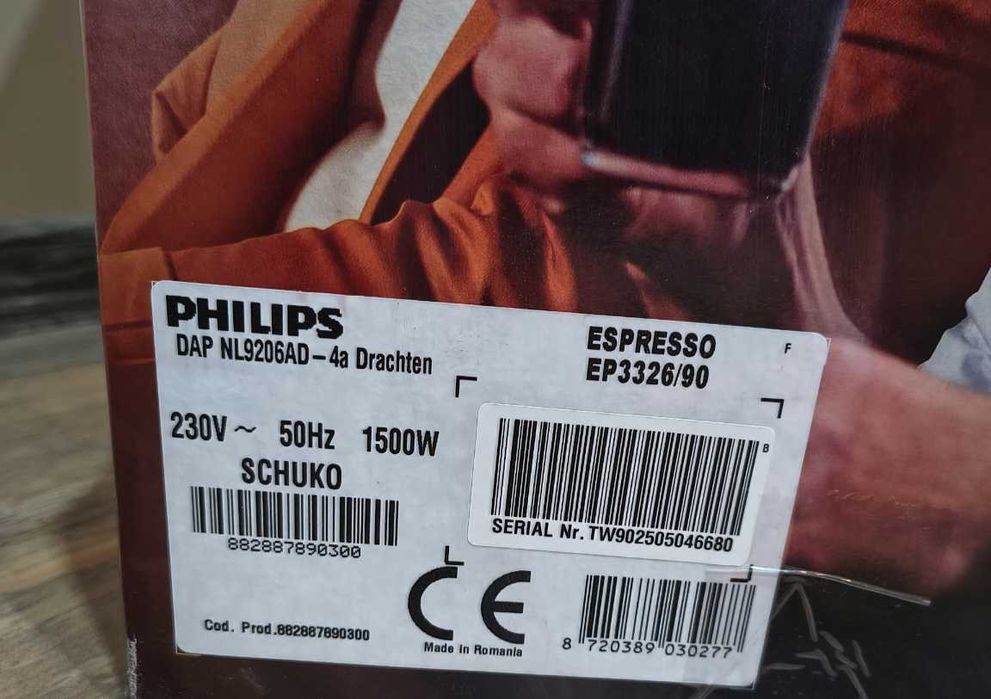 PHILIPS
DAP NL9206AD-4a Drachten
ESPRESSO
EP3326/90
F
230V ~ 50Hz 1500W
SCHUKO
882887890300
B
SERIAL Nr. TW902505046680
CE
Cod. Prod.882887890300
Made in Romania
8 720389 030277